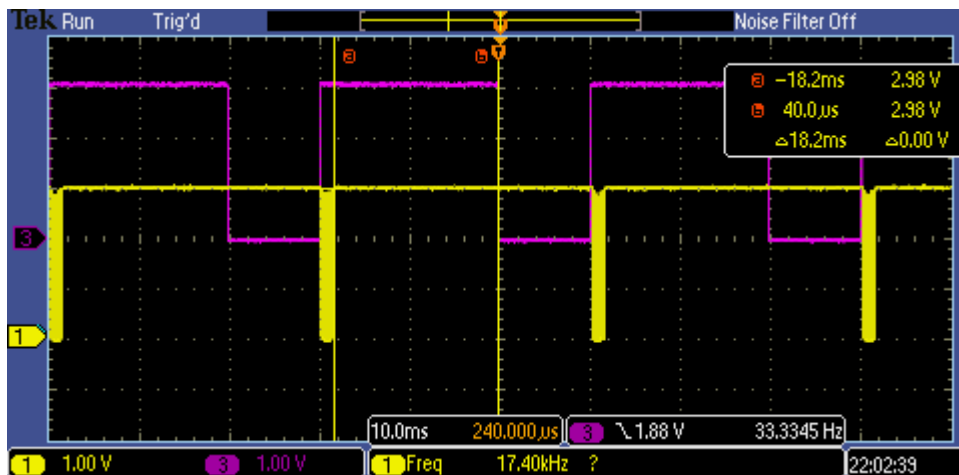 Tek Run Trig'd Noise Filter Off
a b T
a −18.2ms 2.98 V
b 40.0µs 2.98 V
△18.2ms △0.00 V
3
1
10.0ms 240.000µs 3 \ 1.88 V 33.3345 Hz
1 1.00 V 3 1.00 V 1 Freq 17.40kHz ? 22:02:39